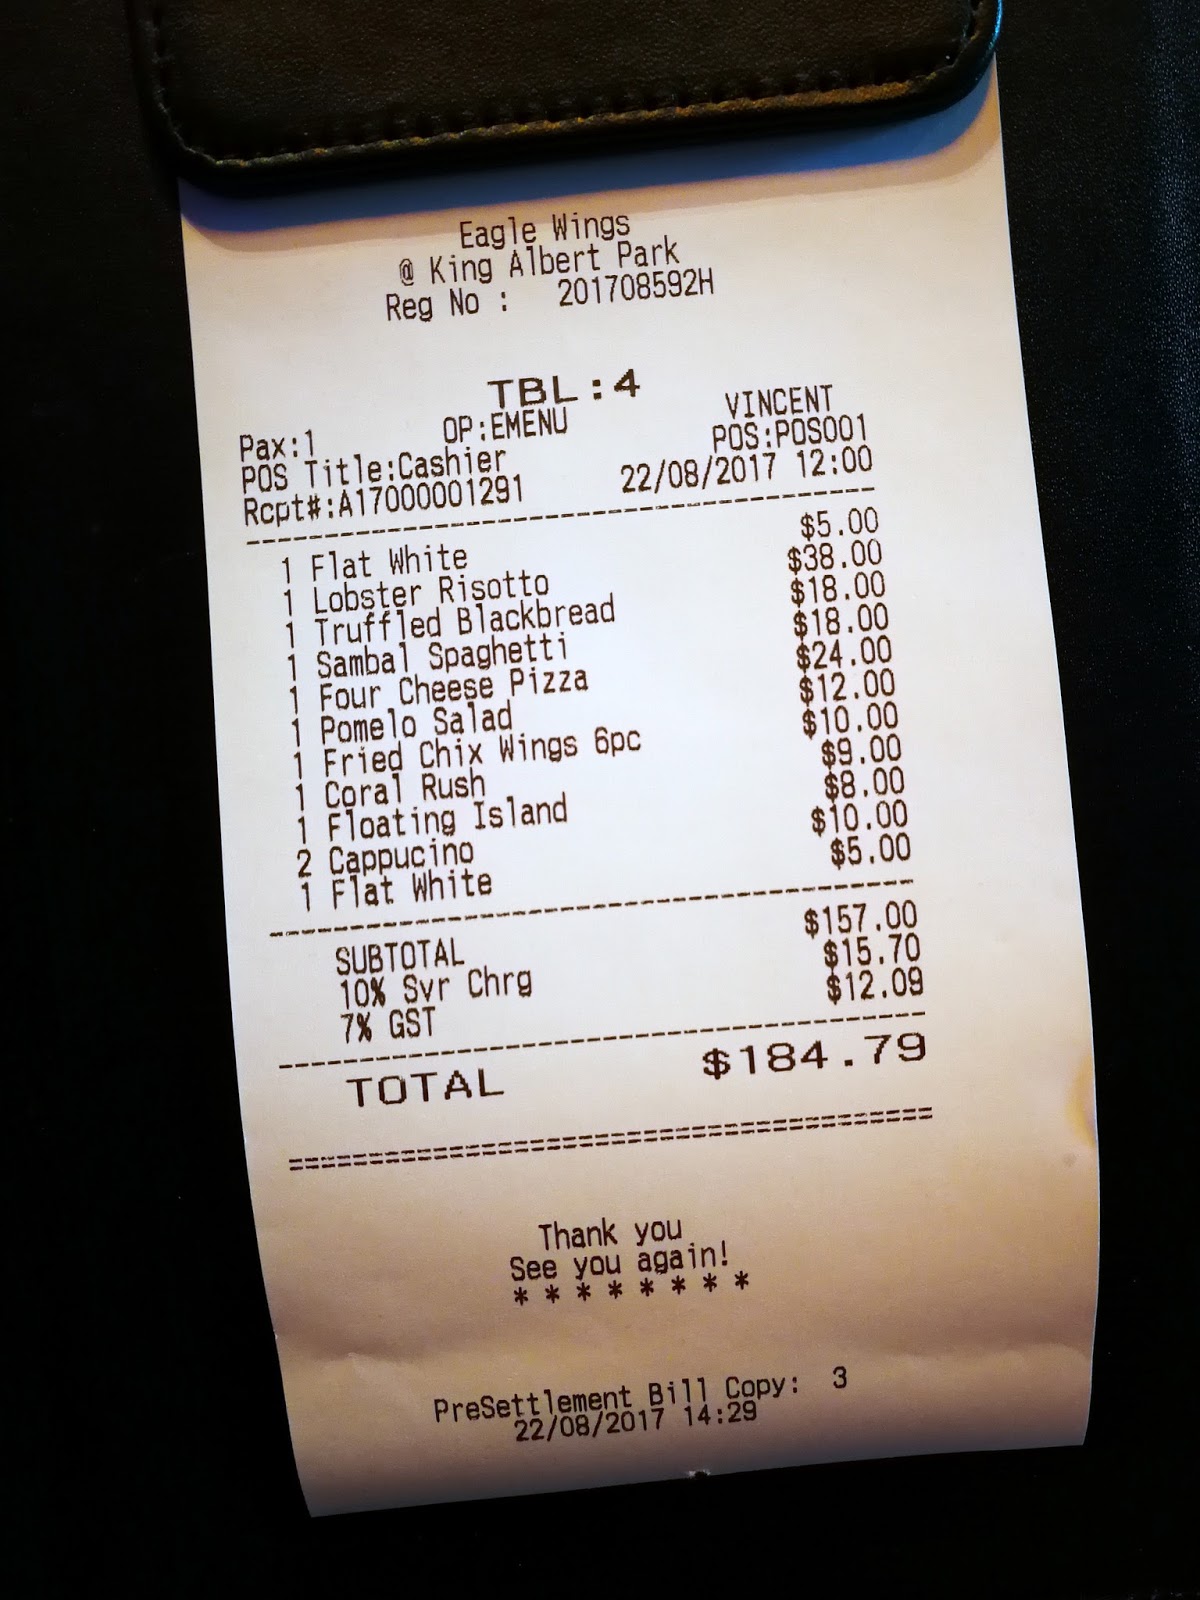 Eagle Wings
@ King Albert Park
Reg No :   201708592H
TBL:4
Pax:1 OP:EMENU VINCENT
POS Title:Cashier POS:POS001
Rcpt#:A17000001291 22/08/2017 12:00
1 Flat White $5.00
1 Lobster Risotto $38.00
1 Truffled Blackbread $18.00
1 Sambal Spaghetti $18.00
1 Four Cheese Pizza $24.00
1 Pomelo Salad $12.00
1 Fried Chix Wings 6pc $10.00
1 Coral Rush $9.00
1 Floating Island $8.00
2 Cappucino $10.00
1 Flat White $5.00
SUBTOTAL $157.00
10% Svr Chrg $15.70
7% GST $12.09
TOTAL $184.79
Thank you
See you again!
* * * * * * * *
PreSettlement Bill Copy:  3
22/08/2017 14:29